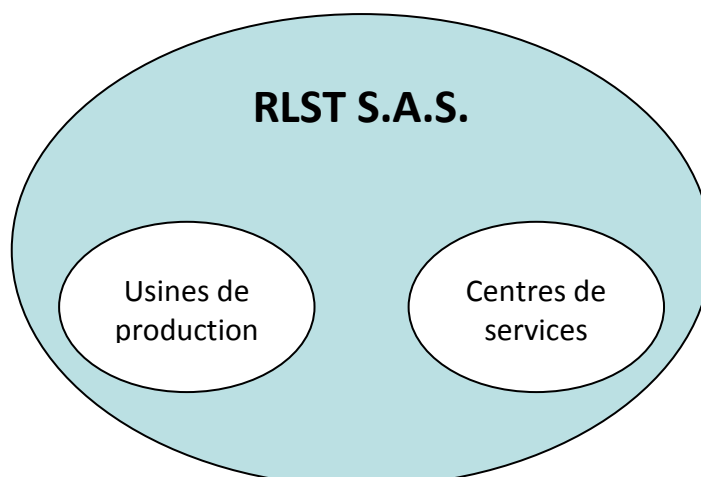 RLST S.A.S.
Usines de
production
Centres de
services